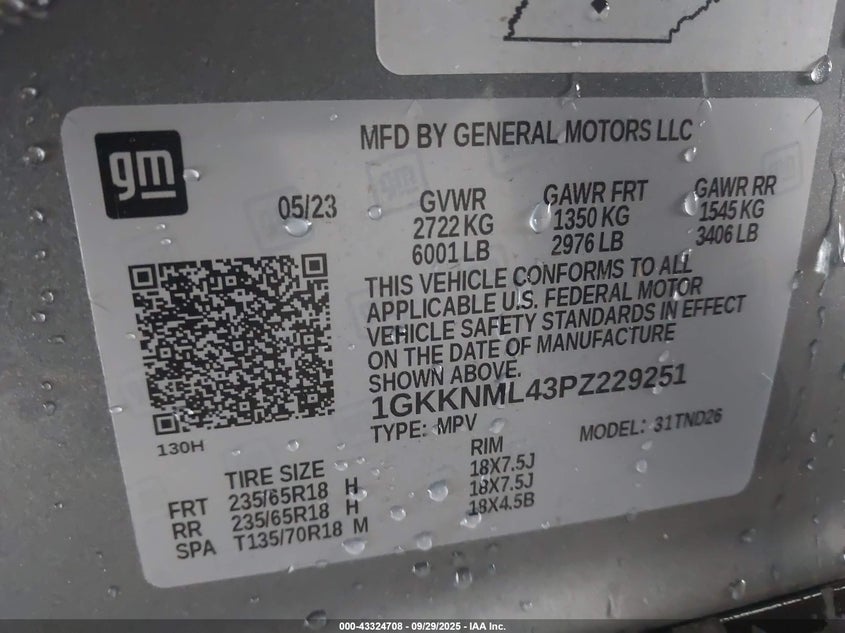 gm
MFD BY GENERAL MOTORS LLC
05/23
GVWR
2722 KG
6001 LB
GAWR FRT
1350 KG
2976 LB
GAWR RR
1545 KG
3406 LB
THIS VEHICLE CONFORMS TO ALL
APPLICABLE U.S. FEDERAL MOTOR
VEHICLE SAFETY STANDARDS IN EFFECT
ON THE DATE OF MANUFACTURE
SHOWN ABOVE.
1GKKNML43PZ229251
TYPE: MPV
MODEL: 31TND26
130H
TIRE SIZE RIM
FRT 235/65R18 H 18X7.5J
RR 235/65R18 H 18X7.5J
SPA T135/70R18 M 18X4.5B
000-43324708 - 09/29/2025 - IAA Inc.